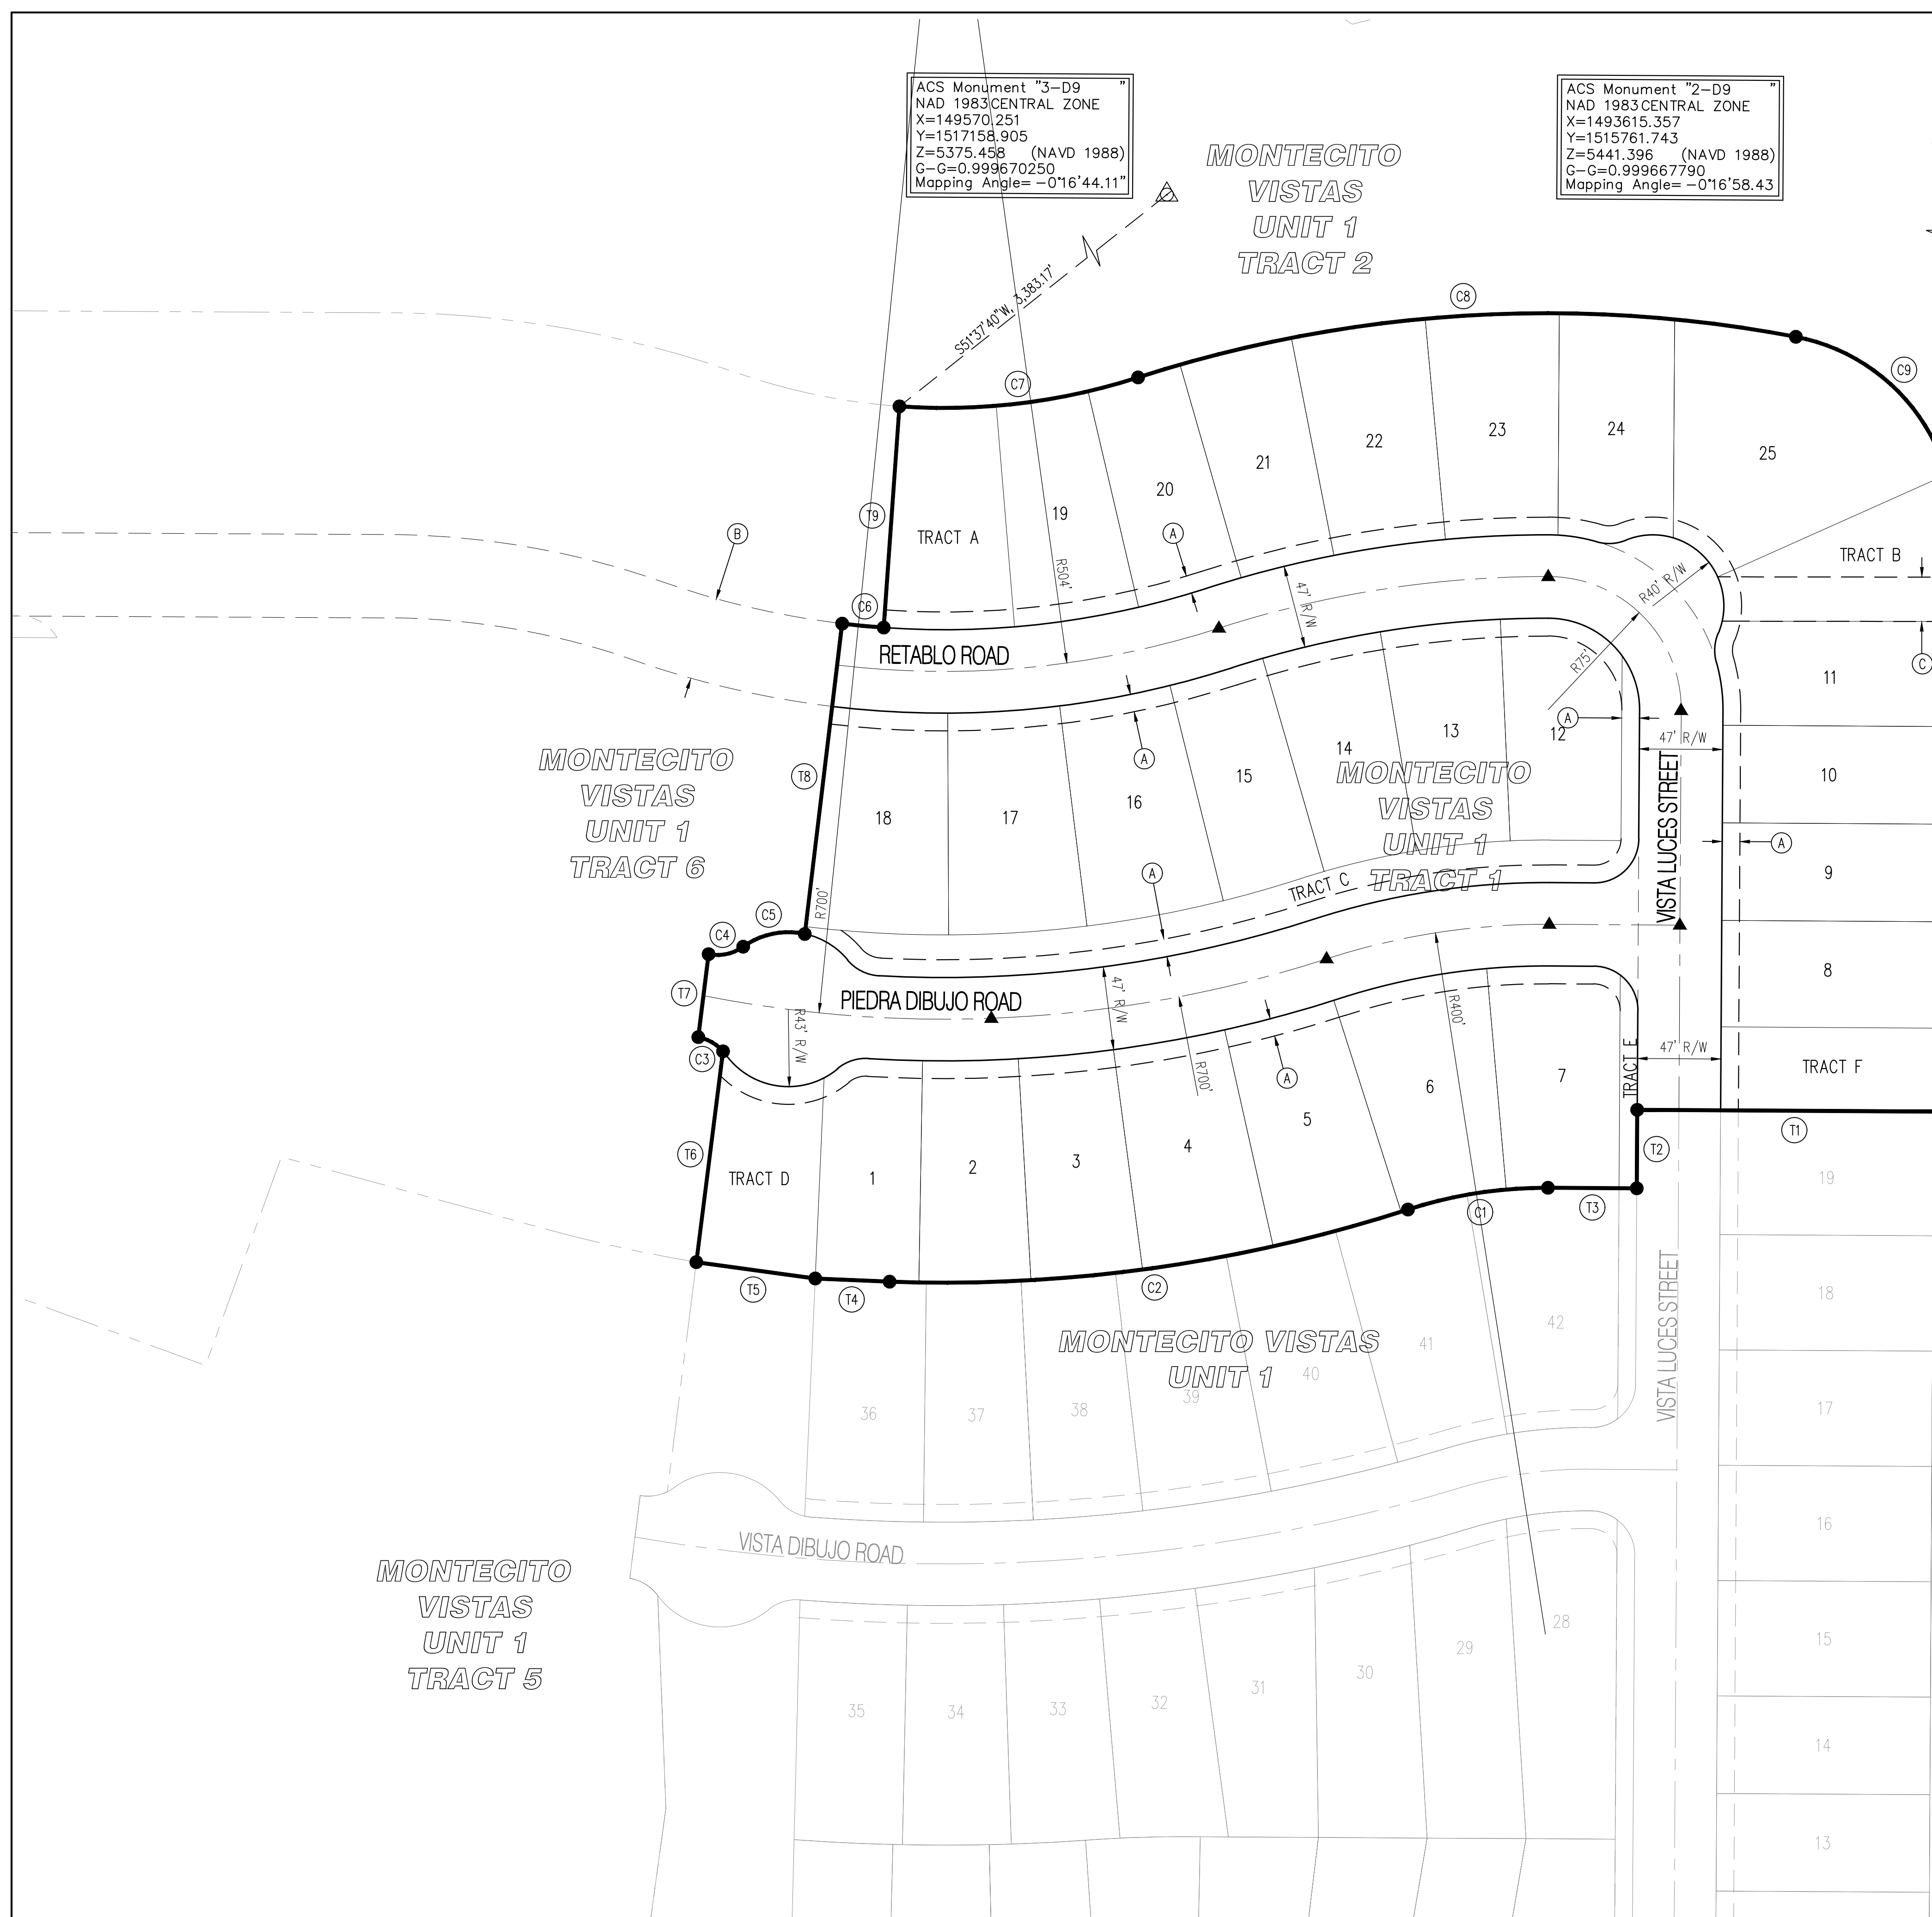 ACS Monument "3-D9 "
NAD 1983 CENTRAL ZONE
X=149570.251
Y=1517158.905
Z=5375.458 (NAVD 1988)
G-G=0.999670250
Mapping Angle= -0°16'44.11"
ACS Monument "2-D9 "
NAD 1983 CENTRAL ZONE
X=1493615.357
Y=1515761.743
Z=5441.396 (NAVD 1988)
G-G=0.999667790
Mapping Angle= -0°16'58.43
MONTECITO
VISTAS
UNIT 1
TRACT 2
S51°37'40"W, 3,383.17'
C8
C9
C7
T9
TRACT A
19
20
21
22
23
24
25
TRACT B
B
A
C6
R504'
47' R/W
R40' R/W
R75'
RETABLO ROAD
C
11
A
47' R/W
A
MONTECITO
VISTAS
UNIT 1
TRACT 6
T8
18
17
16
15
14
13
12
MONTECITO
VISTAS
UNIT 1
TRACT 1
VISTA LUCES STREET
10
A
9
8
R700'
A
TRACT C
C5
C4
T7
C3
PIEDRA DIBUJO ROAD
R43' R/W
47' R/W
R700'
R400'
A
TRACT E
47' R/W
TRACT F
T6
TRACT D
1
2
3
4
5
6
7
T2
T1
T3
C1
C2
T4
T5
MONTECITO VISTAS
UNIT 1
36
37
38
39
40
41
42
VISTA LUCES STREET
19
18
17
16
15
14
13
VISTA DIBUJO ROAD
MONTECITO
VISTAS
UNIT 1
TRACT 5
35
34
33
32
31
30
29
28